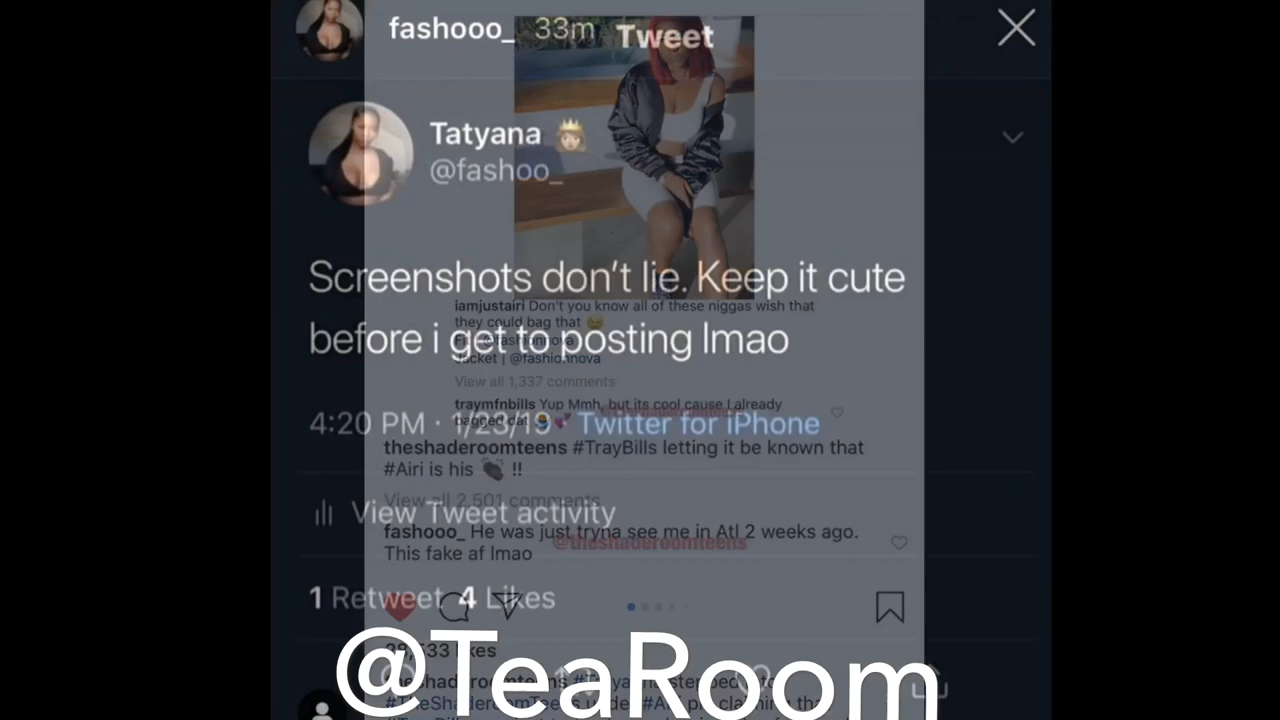 fashooo_ 33m
Tweet
Tatyana
@fashoo_
Screenshots don't lie. Keep it cute
before i get to posting lmao
iamjustairi Don't you know all of these niggas wish that
they could bag that
@fashionnova
Jacket | @fashionnova
View all 1,337 comments
traymfnbills Yup Mmh, but its cool cause I already
bagged dat
4:20 PM · 1/23/19 · Twitter for iPhone
theshaderoomteens #TrayBills letting it be known that
#Airi is his !!
View all 2,501 comments
View Tweet activity
fashooo_ He was just tryna see me in Atl 2 weeks ago.
This fake af lmao
@theshaderoomteens
1 Retweet 4 Likes
likes
@TeaRoom